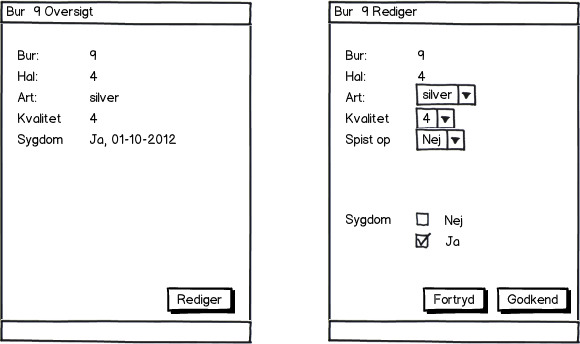 Bur 9 Oversigt
Bur: 9
Hal: 4
Art: silver
Kvalitet 4
Sygdom Ja, 01-10-2012
Rediger
Bur 9 Rediger
Bur: 9
Hal: 4
Art: silver
Kvalitet 4
Spist op Nej
Sygdom Nej
Ja
Fortryd Godkend